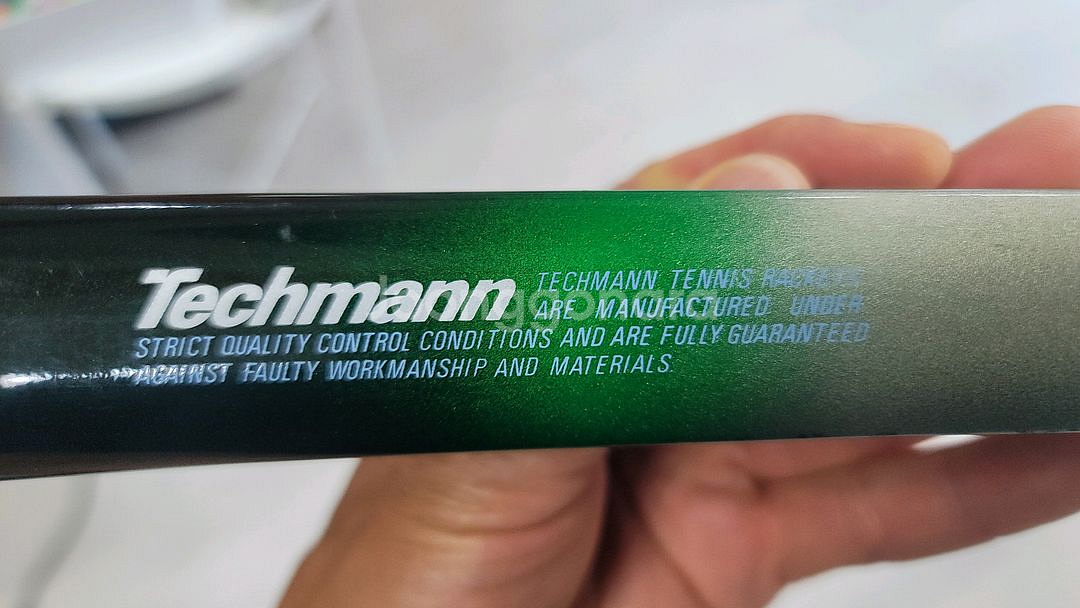 Techmann
TECHMANN TENNIS RACKETS
ARE MANUFACTURED UNDER
STRICT QUALITY CONTROL CONDITIONS AND ARE FULLY GUARANTEED
AGAINST FAULTY WORKMANSHIP AND MATERIALS.